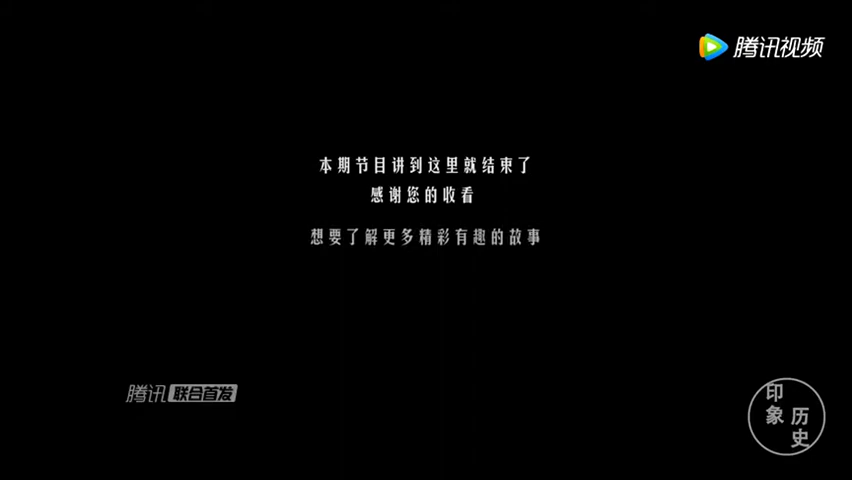 腾讯视频
本期节目讲到这里就结束了
感谢您的收看
想要了解更多精彩有趣的故事
腾讯 联合首发
印象
历史